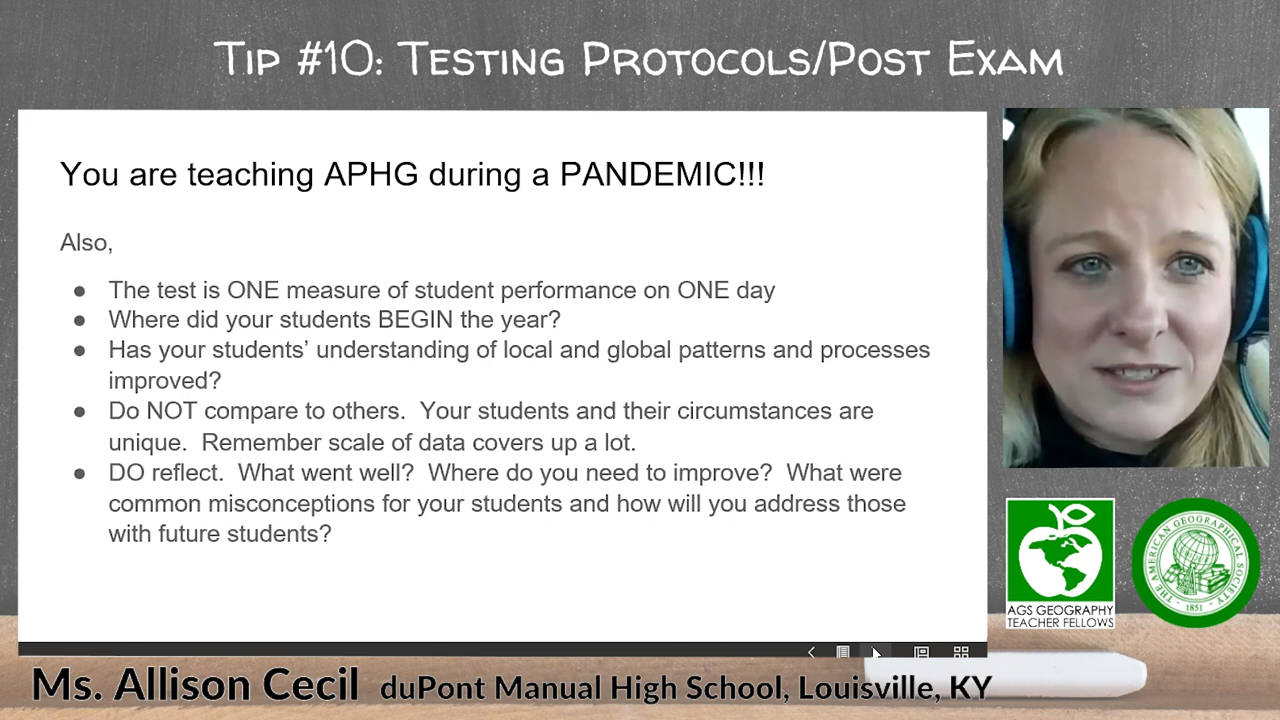 Tip #10: Testing Protocols/Post Exam
You are teaching APHG during a PANDEMIC!!!
Also,
● The test is ONE measure of student performance on ONE day
● Where did your students BEGIN the year?
● Has your students’ understanding of local and global patterns and processes
improved?
● Do NOT compare to others.  Your students and their circumstances are
unique.  Remember scale of data covers up a lot.
● DO reflect.  What went well?  Where do you need to improve?  What were
common misconceptions for your students and how will you address those
with future students?
AGS GEOGRAPHY
TEACHER FELLOWS
THE AMERICAN GEOGRAPHICAL SOCIETY
1851
Ms. Allison Cecil duPont Manual High School, Louisville, KY